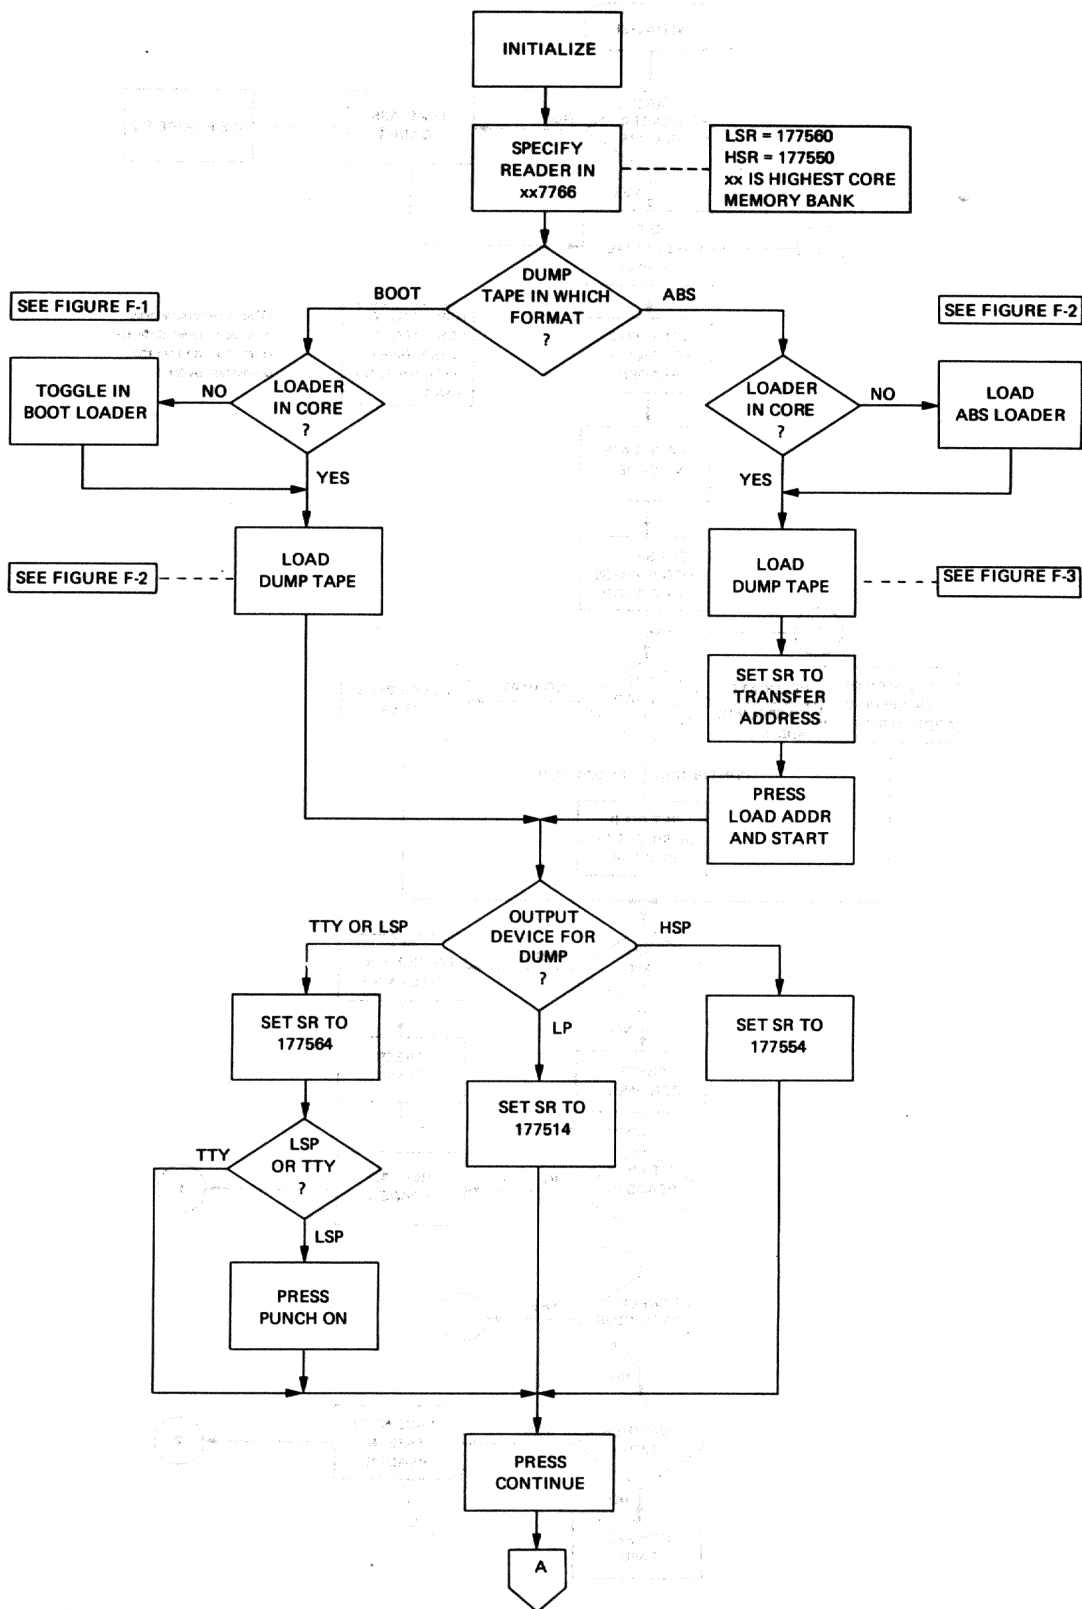 INITIALIZE
SPECIFY
READER IN
xx7766
LSR = 177560
HSR = 177550
xx IS HIGHEST CORE
MEMORY BANK
DUMP
TAPE IN WHICH
FORMAT
?
BOOT
ABS
SEE FIGURE F-1
SEE FIGURE F-2
TOGGLE IN
BOOT LOADER
NO
LOADER
IN CORE
?
LOADER
IN CORE
?
NO
LOAD
ABS LOADER
YES
YES
SEE FIGURE F-2
LOAD
DUMP TAPE
LOAD
DUMP TAPE
SEE FIGURE F-3
SET SR TO
TRANSFER
ADDRESS
PRESS
LOAD ADDR
AND START
TTY OR LSP
OUTPUT
DEVICE FOR
DUMP
?
HSP
LP
SET SR TO
177564
SET SR TO
177514
SET SR TO
177554
TTY
LSP
OR TTY
?
LSP
PRESS
PUNCH ON
PRESS
CONTINUE
A